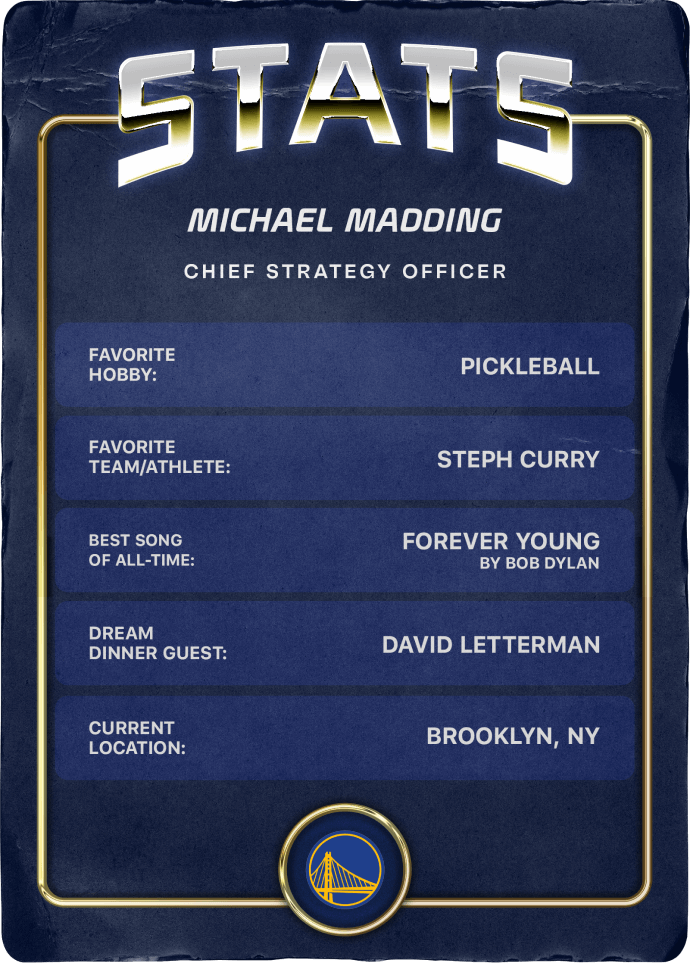 STATS
MICHAEL MADDING
CHIEF STRATEGY OFFICER
FAVORITE
HOBBY:
PICKLEBALL
FAVORITE
TEAM/ATHLETE:
STEPH CURRY
BEST SONG
OF ALL-TIME:
FOREVER YOUNG
BY BOB DYLAN
DREAM
DINNER GUEST:
DAVID LETTERMAN
CURRENT
LOCATION:
BROOKLYN, NY